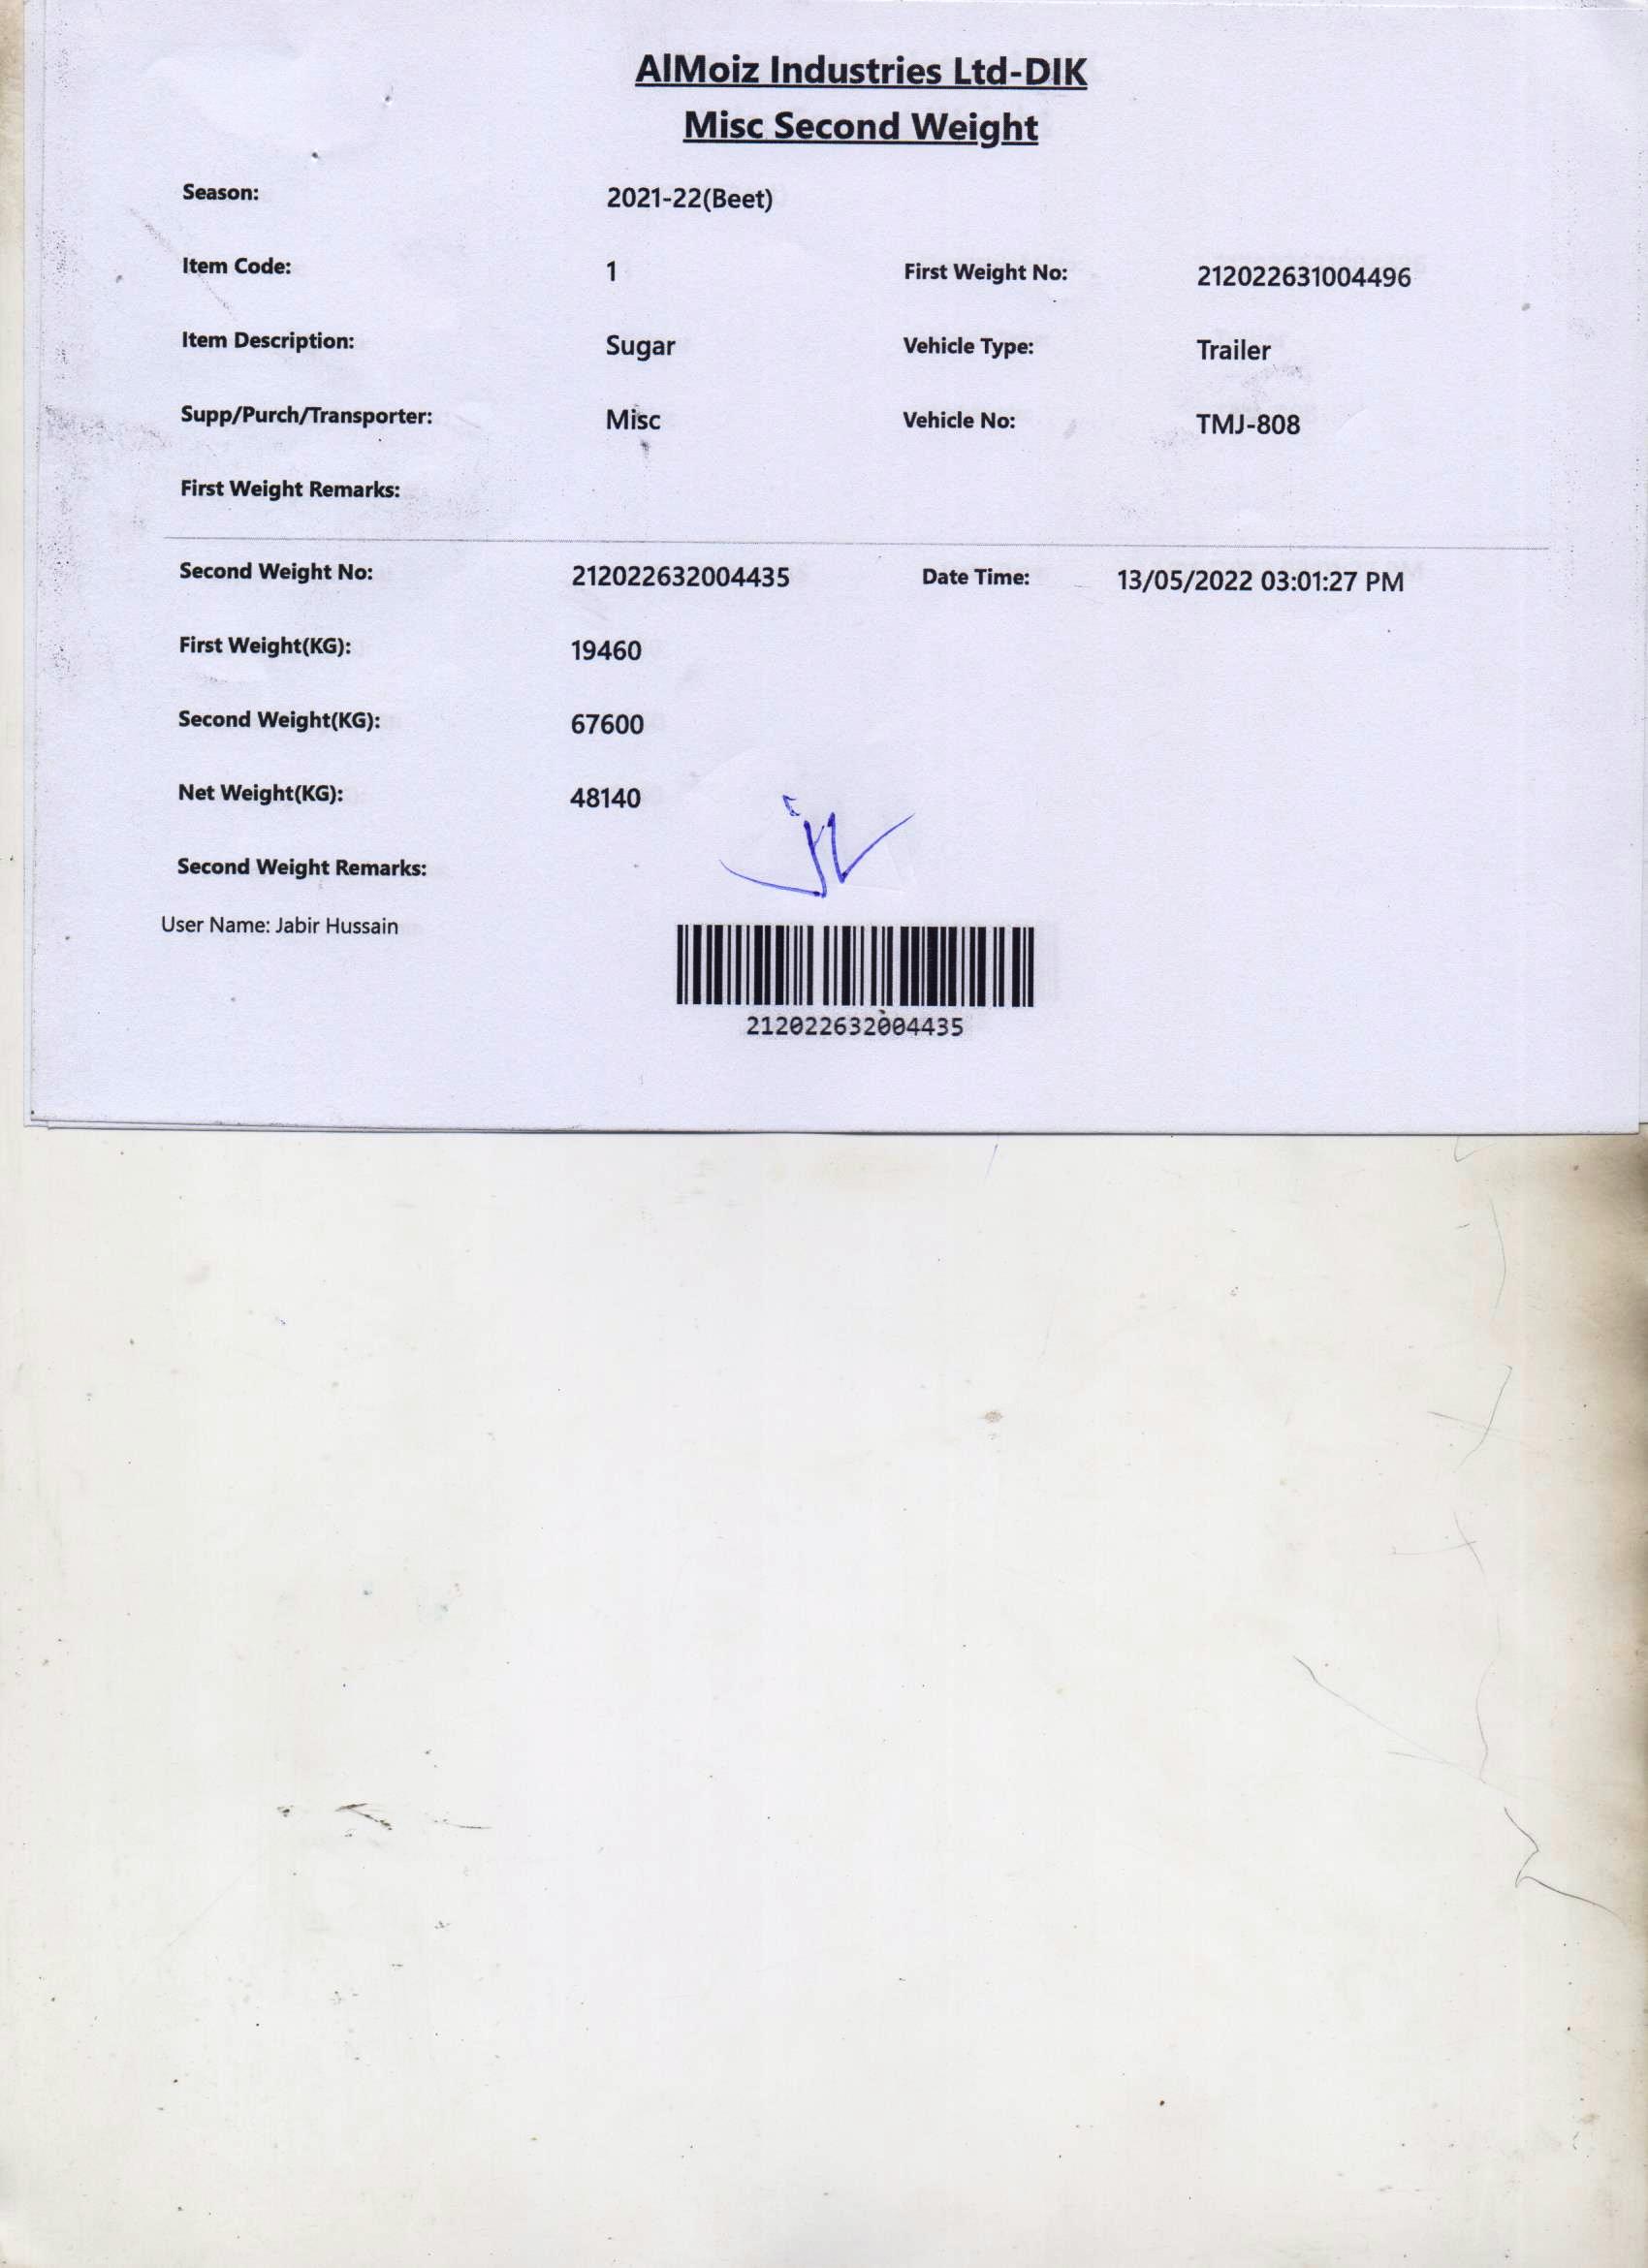 AlMoiz Industries Ltd-DIK
Misc Second Weight
Season: 2021-22(Beet)
Item Code: 1 First Weight No: 212022631004496
Item Description: Sugar Vehicle Type: Trailer
Supp/Purch/Transporter: Misc Vehicle No: TMJ-808
First Weight Remarks:
Second Weight No: 212022632004435 Date Time: 13/05/2022 03:01:27 PM
First Weight(KG): 19460
Second Weight(KG): 67600
Net Weight(KG): 48140
Second Weight Remarks:
User Name: Jabir Hussain
212022632004435